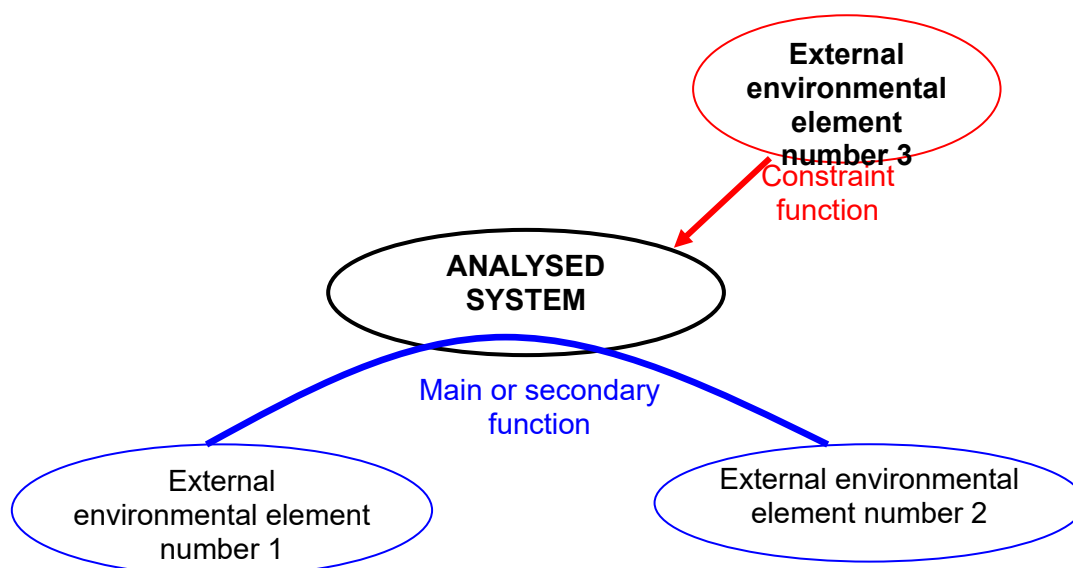 External
environmental
element
number 3
Constraint
function
ANALYSED
SYSTEM
Main or secondary
function
External
environmental element
number 1
External environmental
element number 2